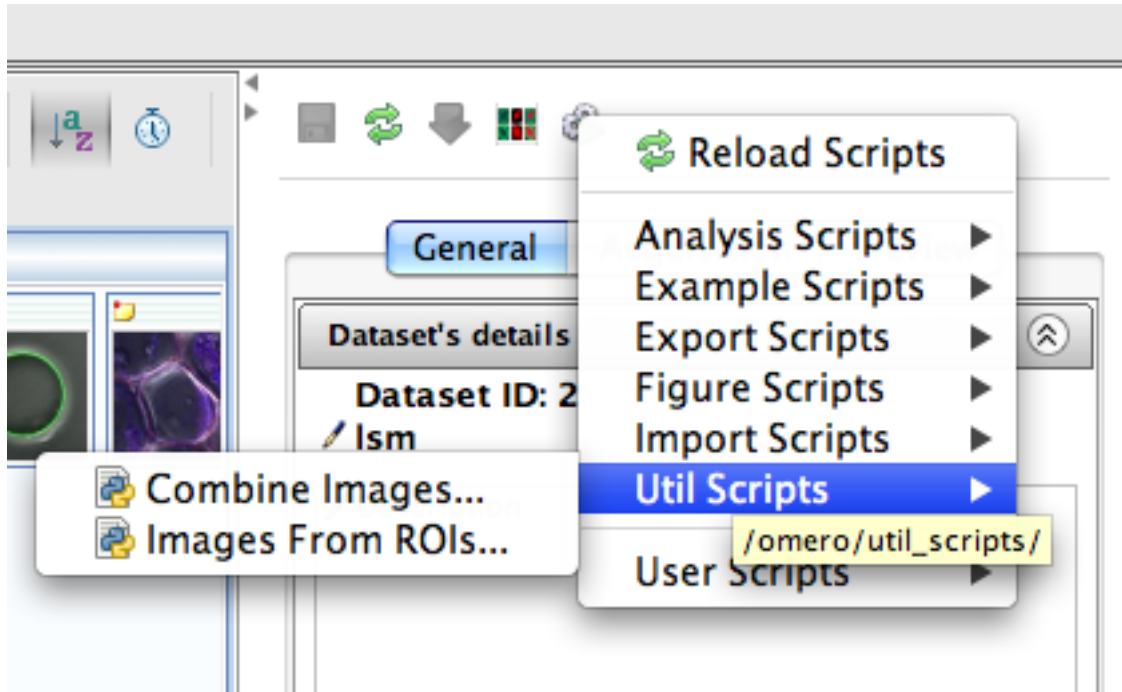 a
z
Reload Scripts
General
Analysis Scripts
Example Scripts
Dataset's details
Export Scripts
Dataset ID: 2
Figure Scripts
lsm
Import Scripts
Util Scripts
/omero/util_scripts/
User Scripts
Combine Images...
Images From ROIs...